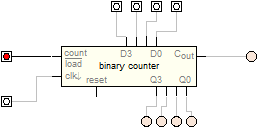 count D3 D0 Cout
load binary counter
clk↓
reset Q3 Q0